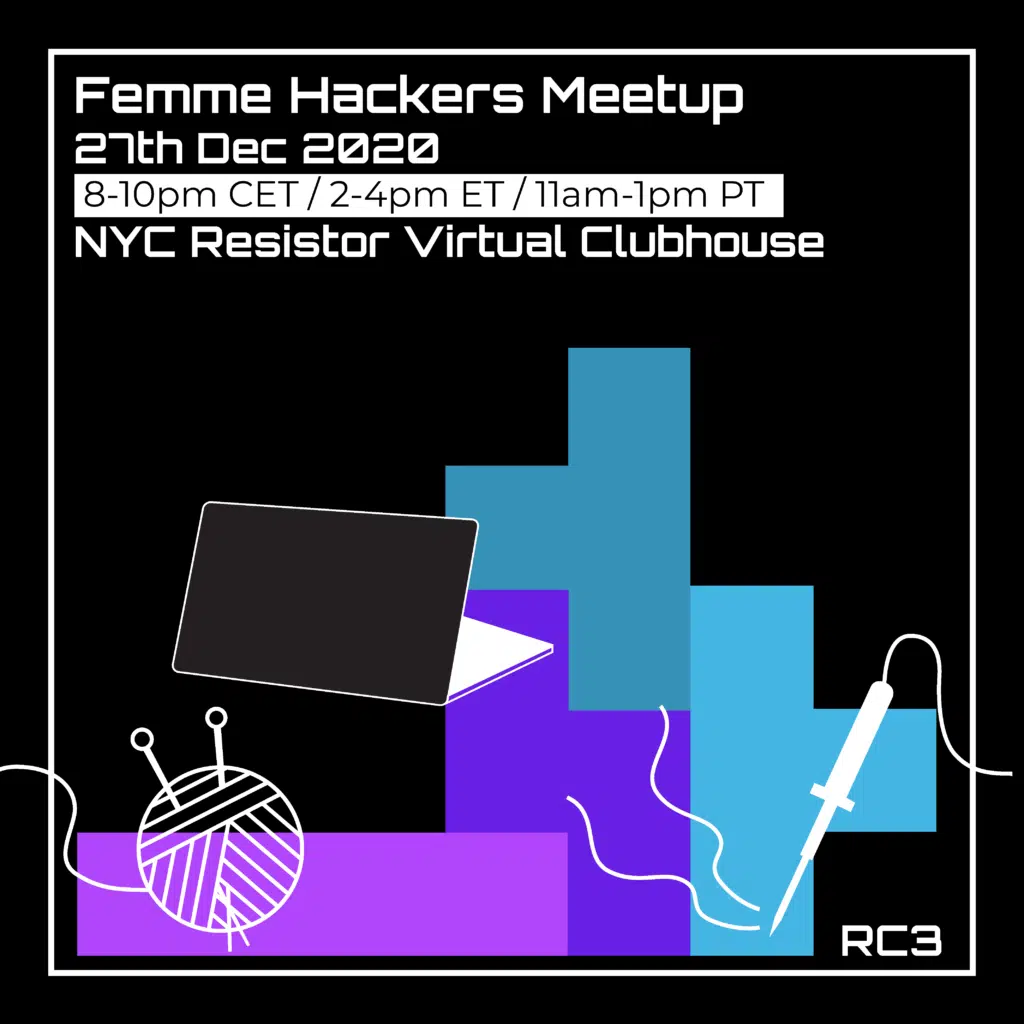 Femme Hackers Meetup
27th Dec 2020
8-10pm CET / 2-4pm ET / 11am-1pm PT
NYC Resistor Virtual Clubhouse
RC3